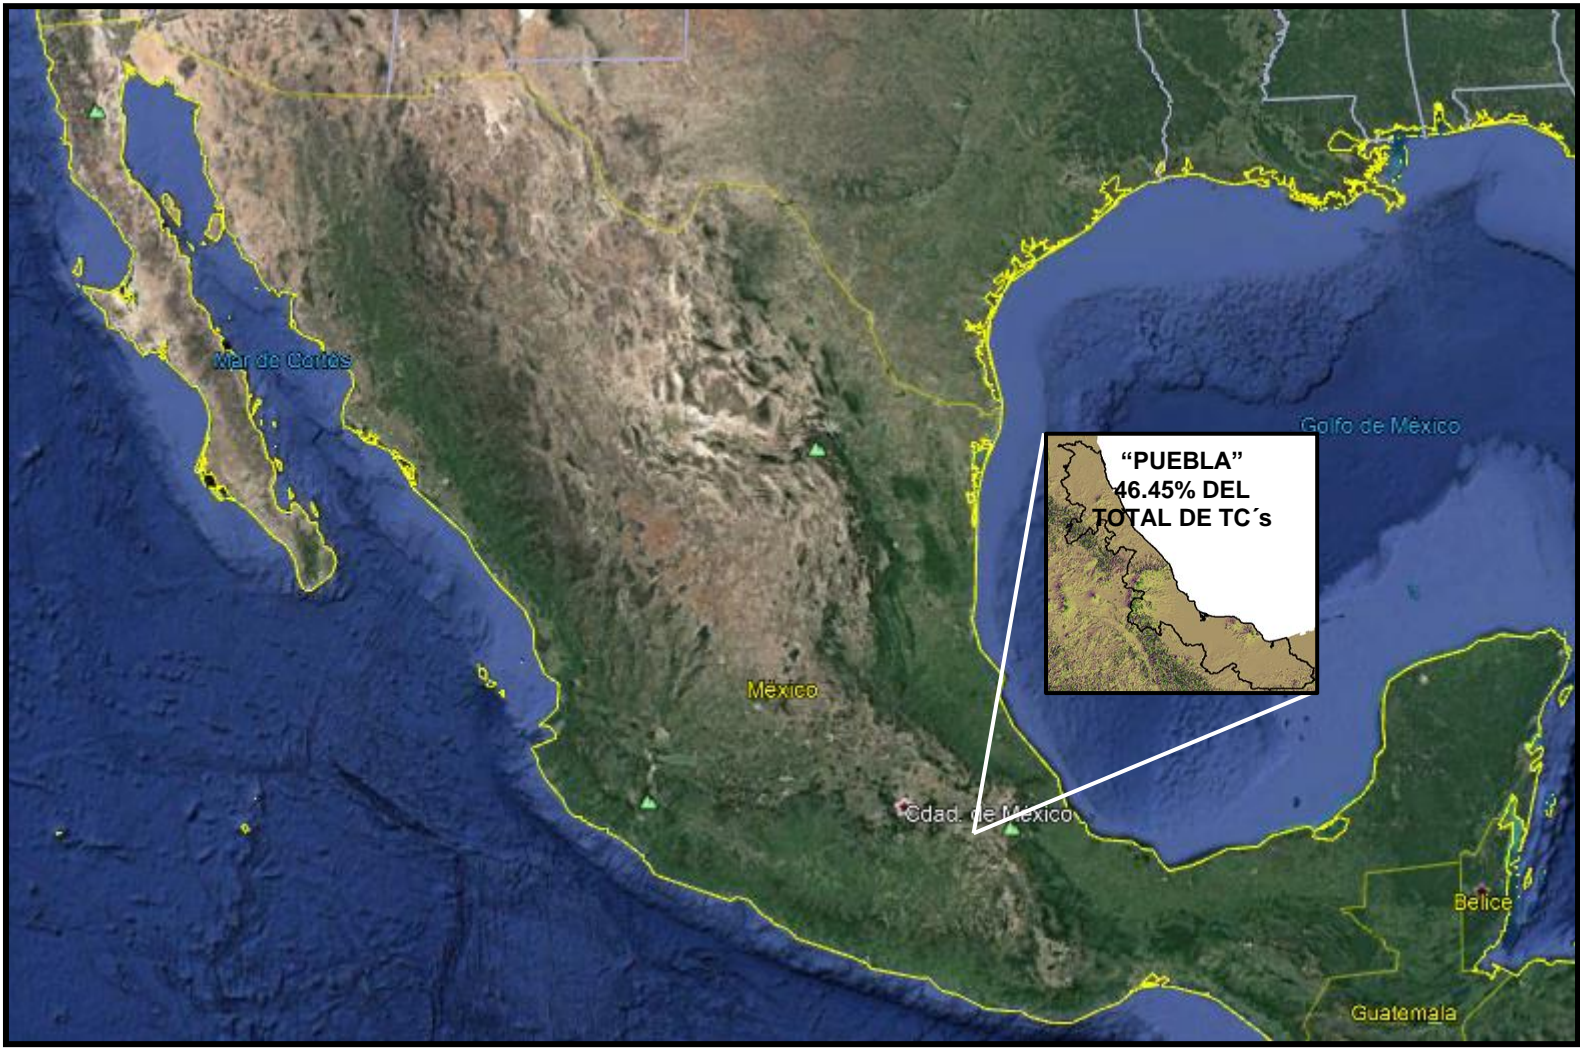 Mar de Cortés
Golfo de México
“PUEBLA”
46.45% DEL
TOTAL DE TC´s
México
Cdad. de México
Belice
Guatemala